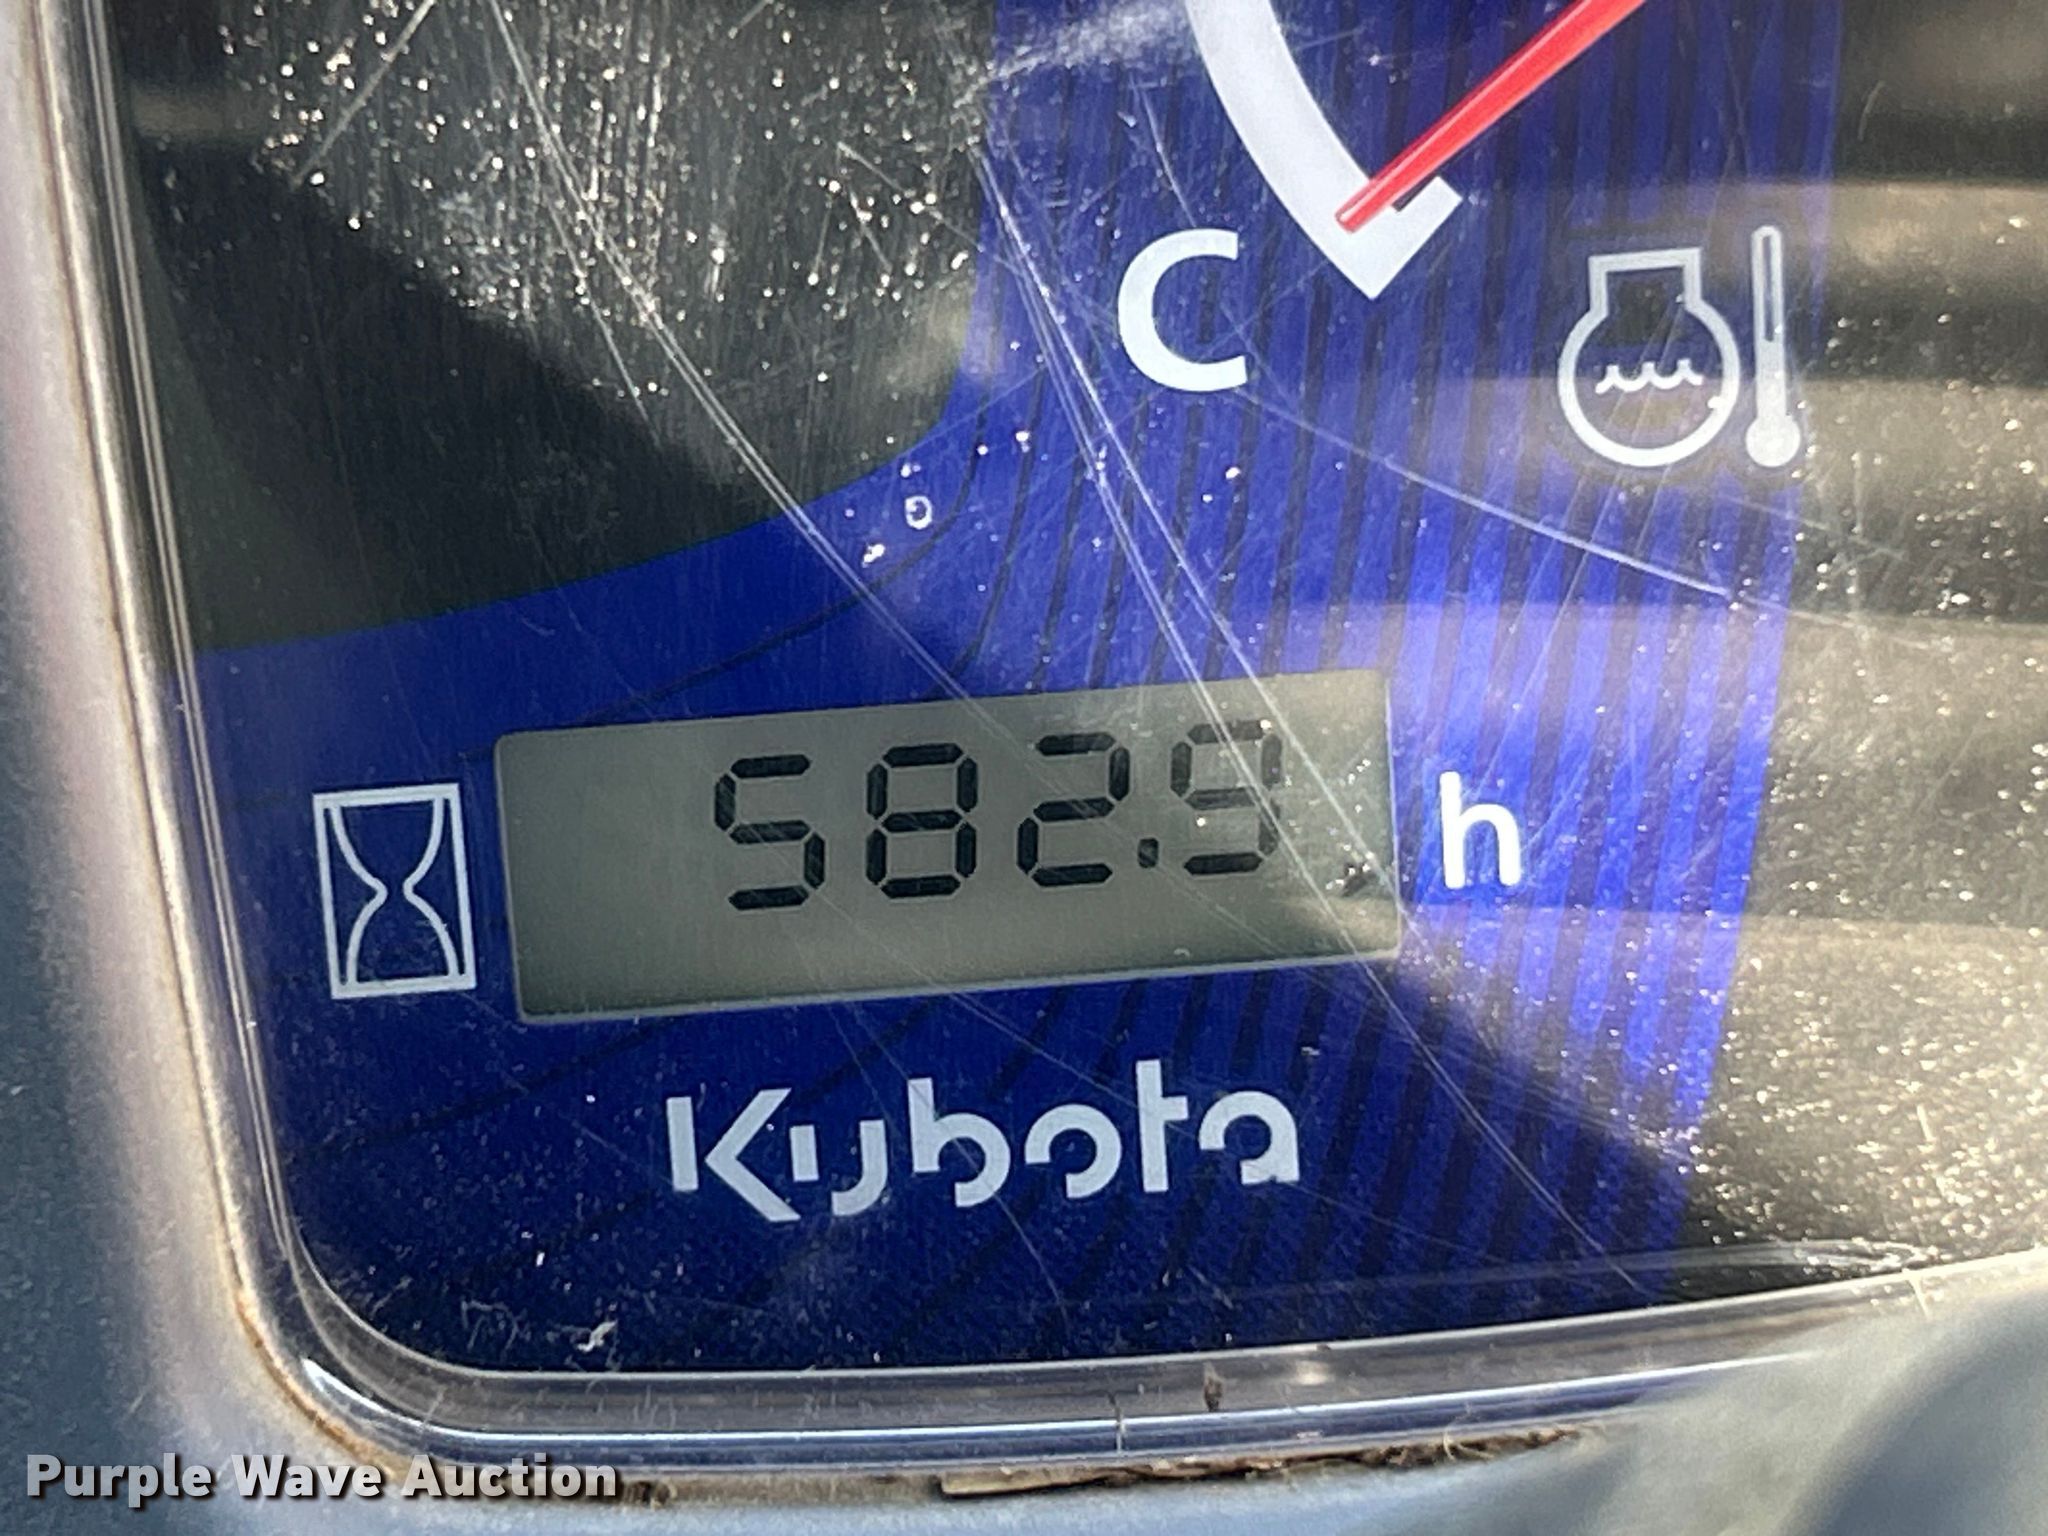 C
582.9 h
Kubota
Purple Wave Auction